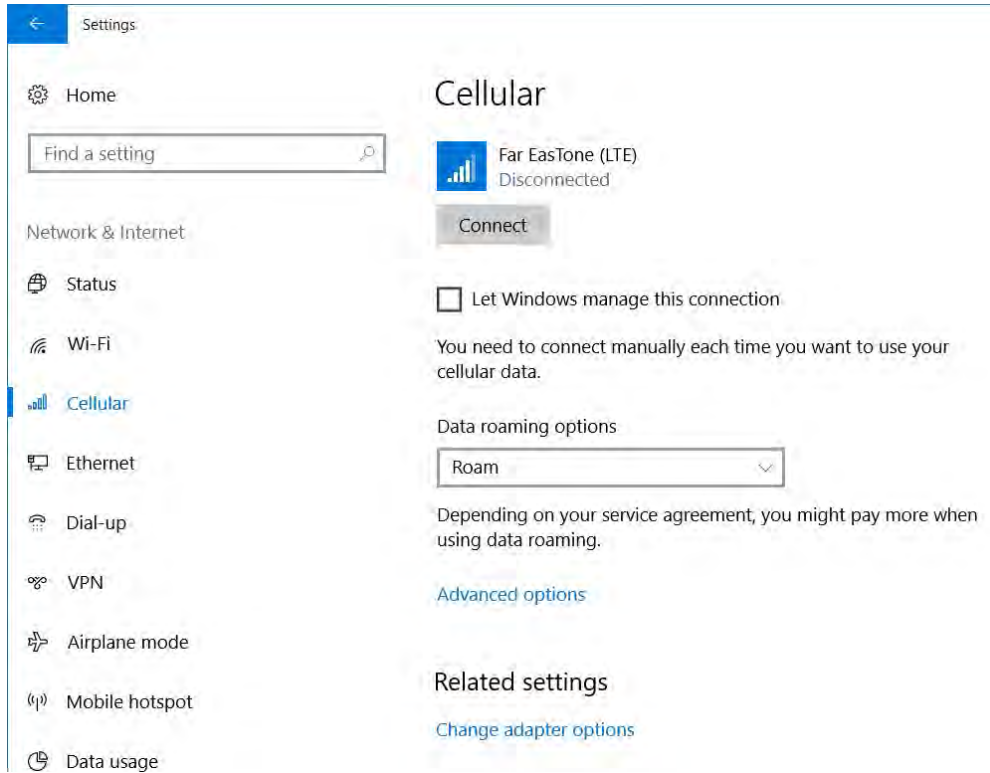 Settings
Home
Find a setting
Network & Internet
Status
Wi-Fi
Cellular
Ethernet
Dial-up
VPN
Airplane mode
Mobile hotspot
Data usage
Cellular
Far EasTone (LTE)
Disconnected
Connect
Let Windows manage this connection
You need to connect manually each time you want to use your
cellular data.
Data roaming options
Roam
Depending on your service agreement, you might pay more when
using data roaming.
Advanced options
Related settings
Change adapter options